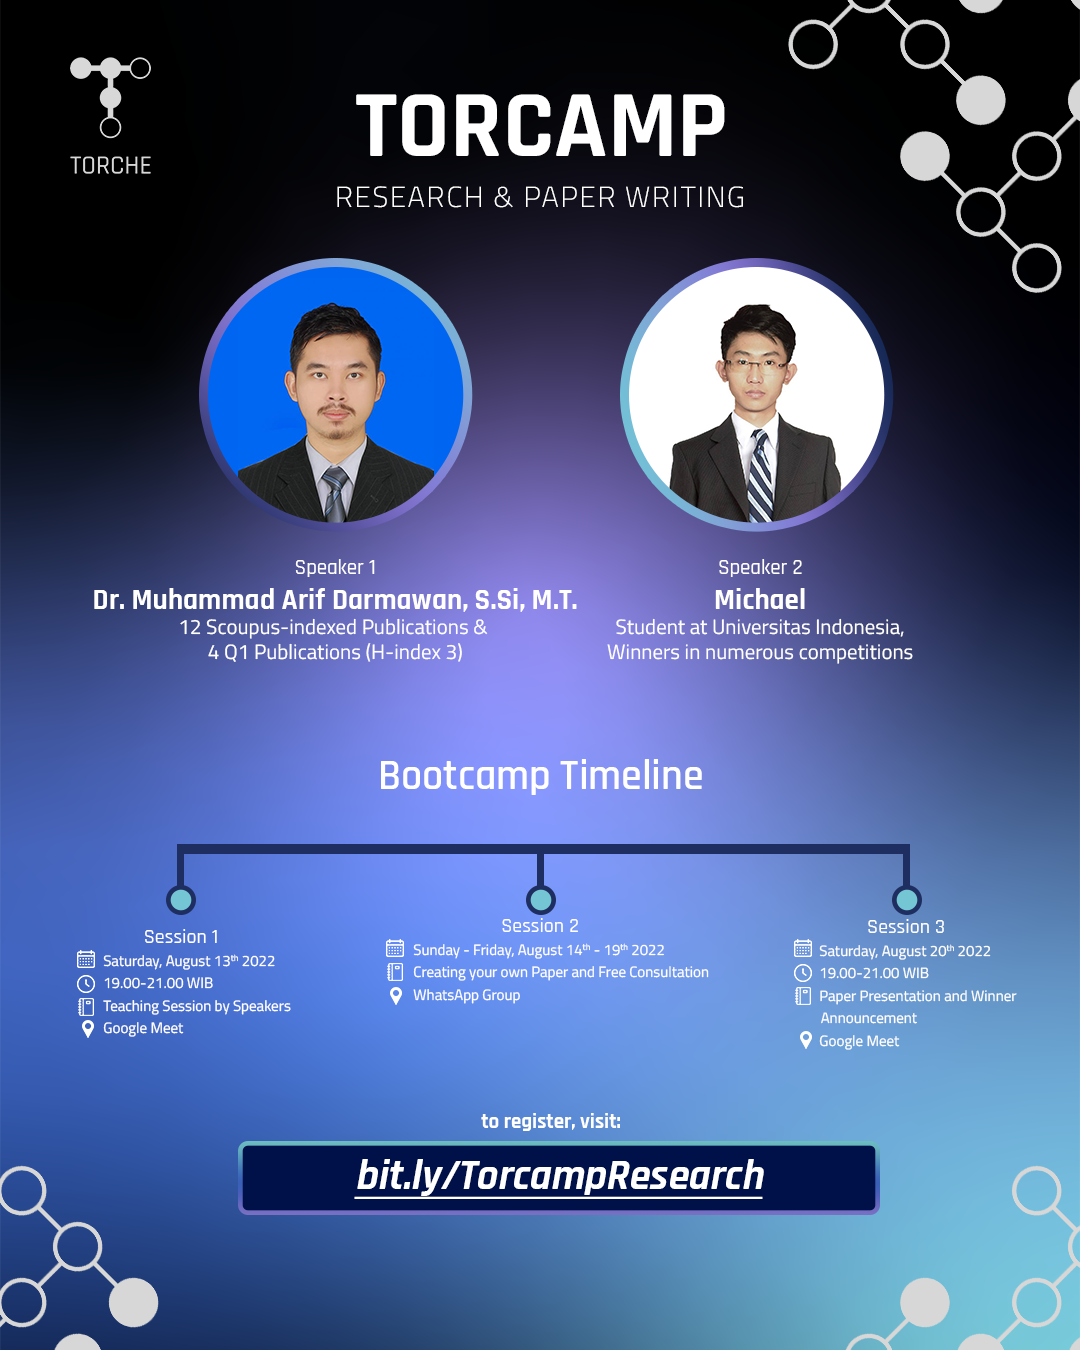 TORCHE
TORCAMP
RESEARCH & PAPER WRITING
Speaker 1
Dr. Muhammad Arif Darmawan, S.Si, M.T.
12 Scoupus-indexed Publications &
4 Q1 Publications (H-index 3)
Speaker 2
Michael
Student at Universitas Indonesia,
Winners in numerous competitions
Bootcamp Timeline
Session 1
Saturday, August 13th 2022
19.00-21.00 WIB
Teaching Session by Speakers
Google Meet
Session 2
Sunday - Friday, August 14th - 19th 2022
Creating your own Paper and Free Consultation
WhatsApp Group
Session 3
Saturday, August 20th 2022
19.00-21.00 WIB
Paper Presentation and Winner
Announcement
Google Meet
to register, visit:
bit.ly/TorcampResearch